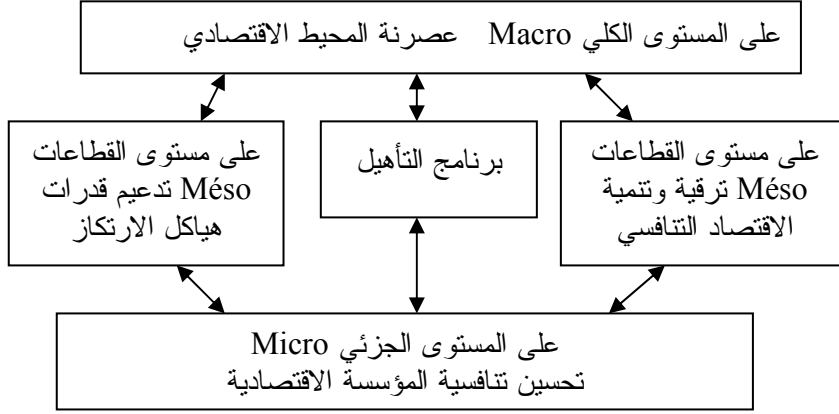 على المستوى الكلي Macro عصرنة المحيط الاقتصادي
على مستوى القطاعات
Méso ترقية وتنمية
الاقتصاد التنافسي
برنامج التأهيل
على مستوى القطاعات
Méso تدعيم قدرات
هياكل الارتكاز
على المستوى الجزئي Micro
تحسين تنافسية المؤسسة الاقتصادية